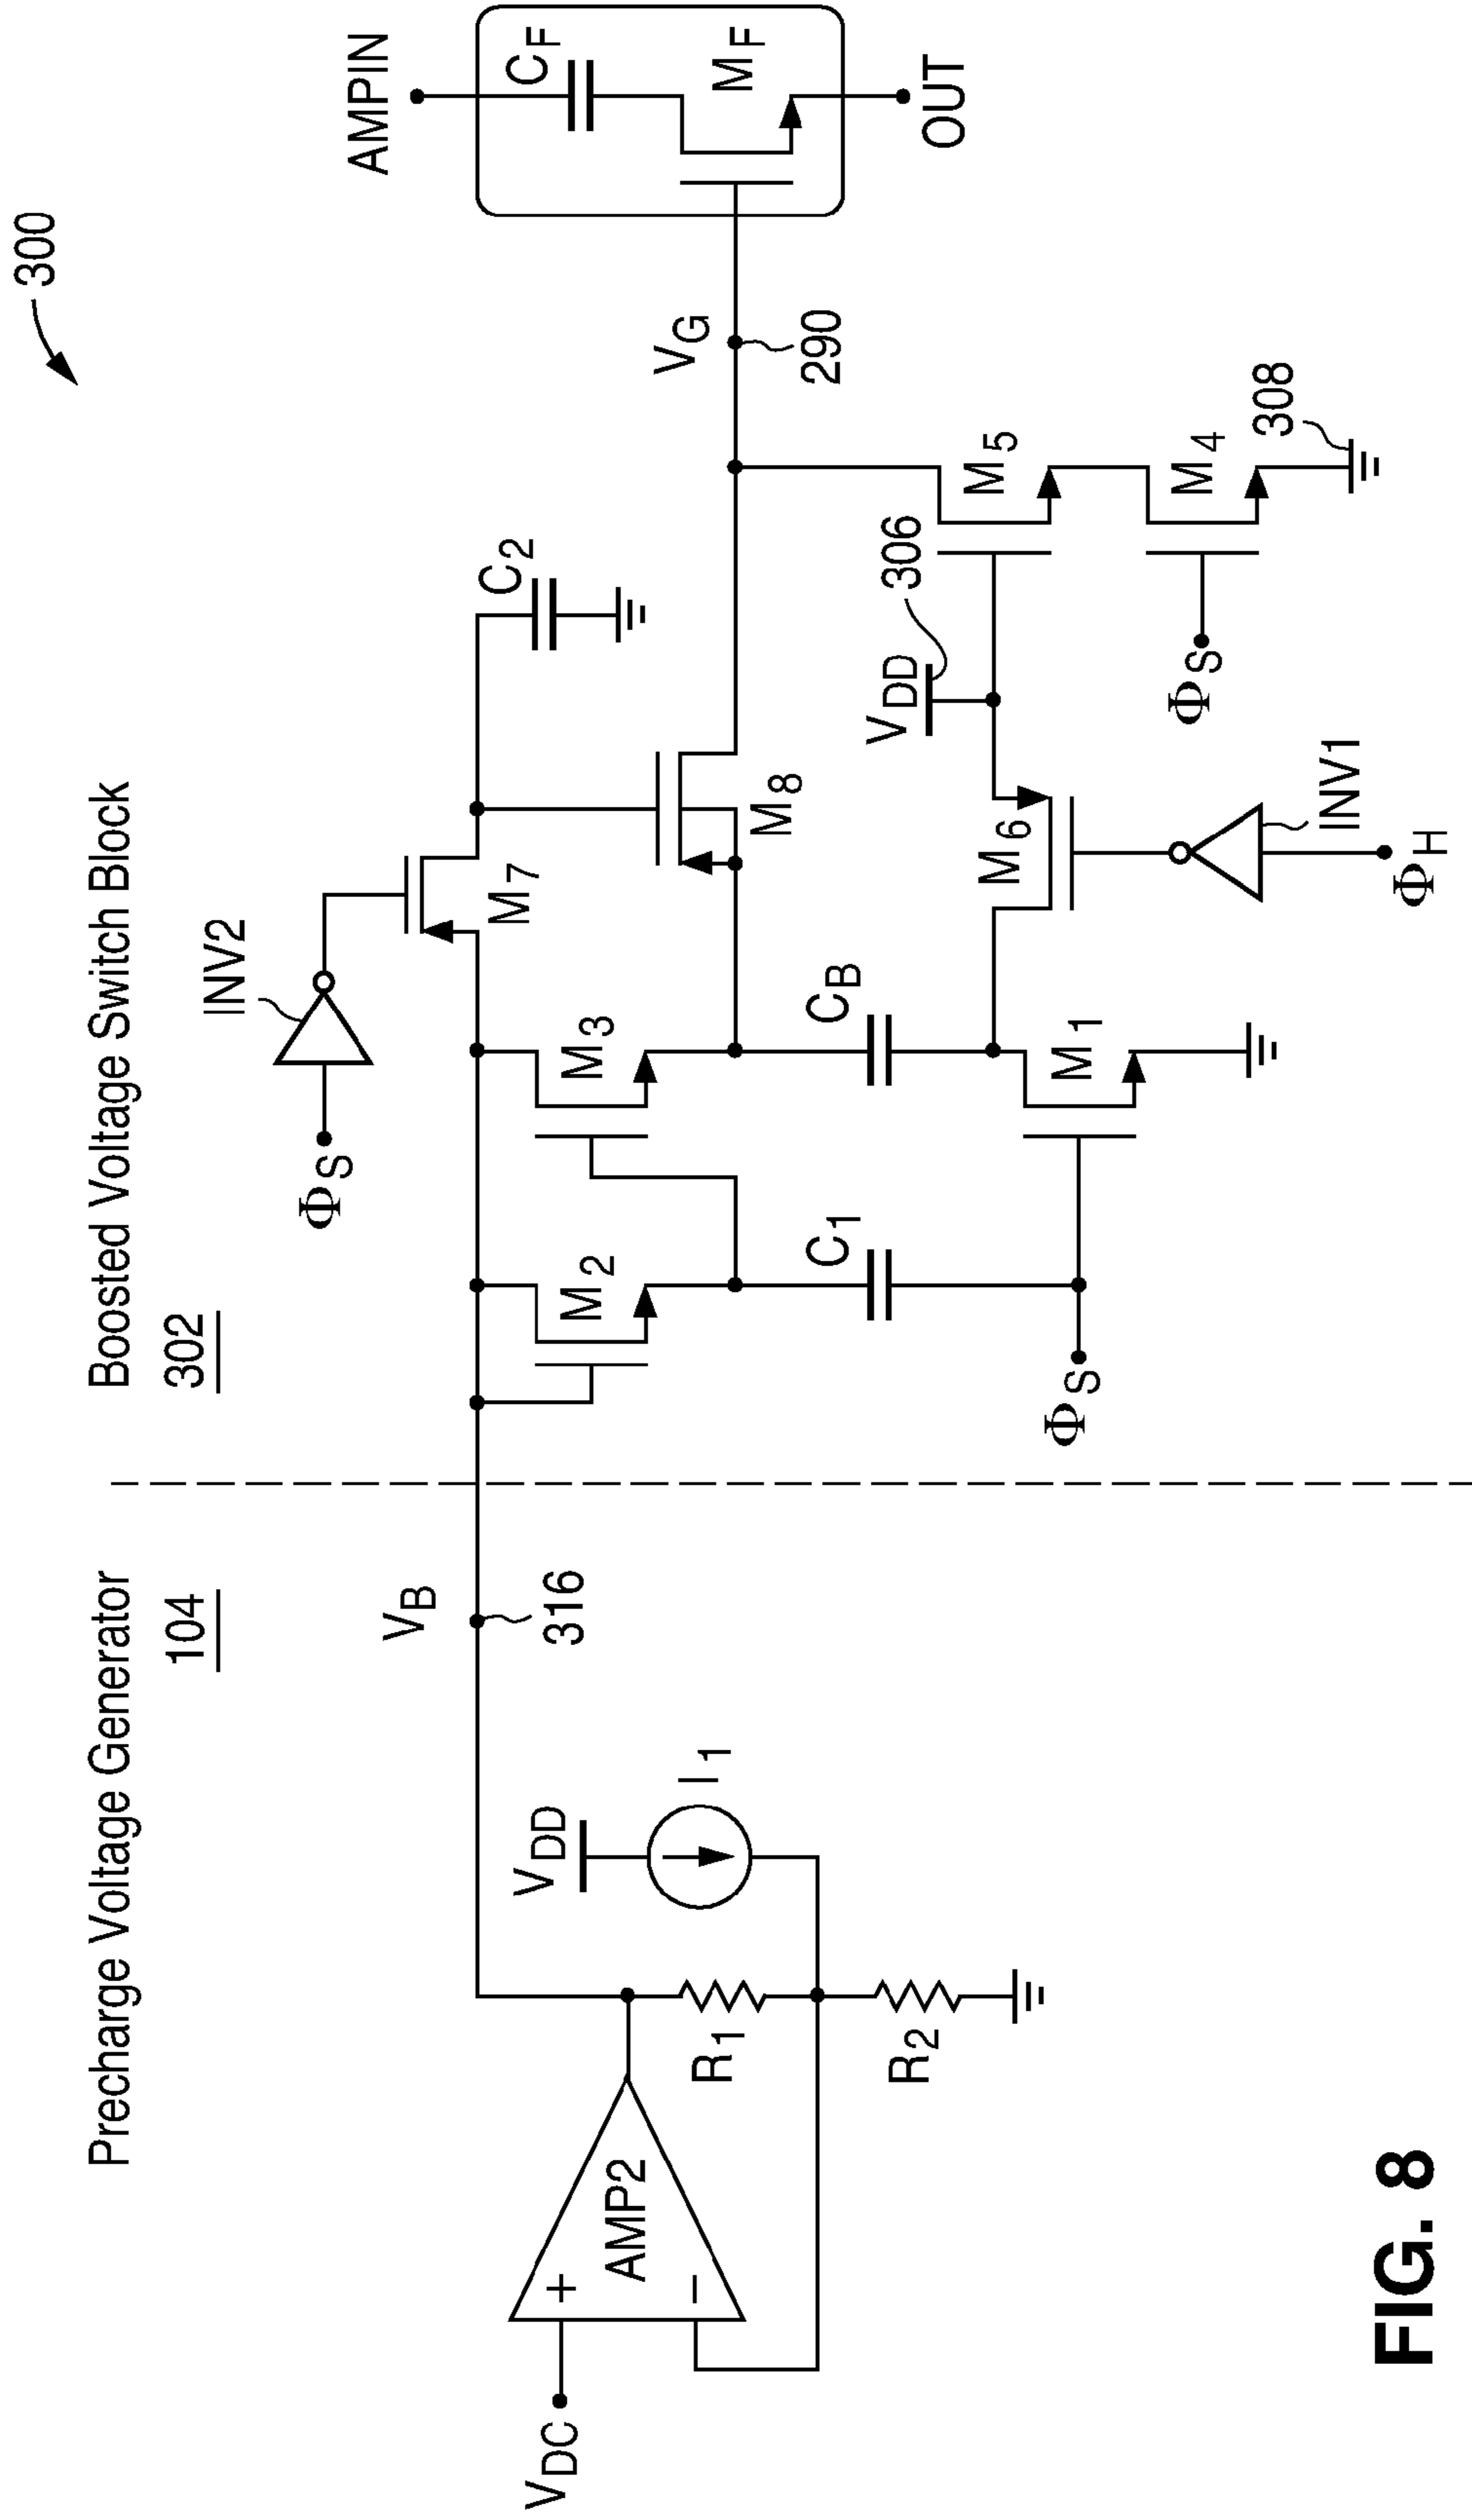 300
Precharge Voltage Generator
104
Boosted Voltage Switch Block
302
AMPIN
CF
MF
OUT
INV2
ΦS
M7
C2
VB
316
M2
M3
M8
VG
290
VDC
+
AMP2
−
VDD
I1
R1
R2
C1
CB
VDD
306
M5
M1
M6
M4
ΦS
ΦS
308
INV1
ΦH
FIG. 8